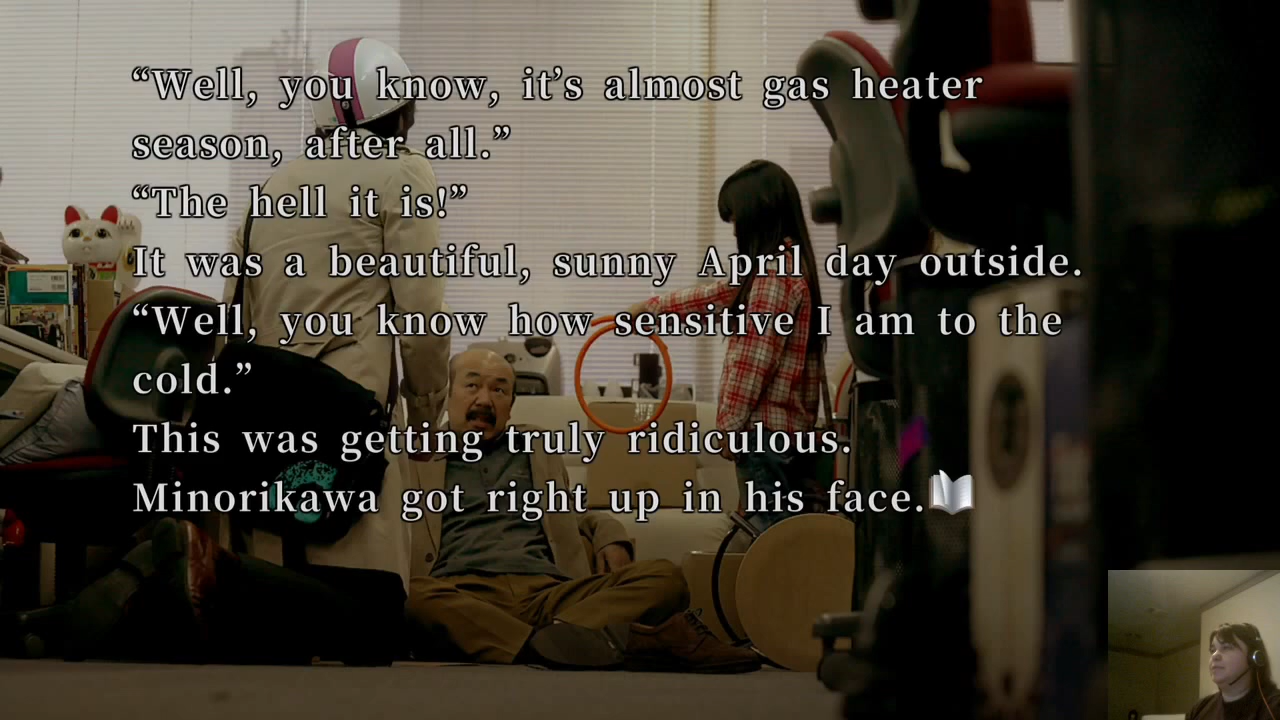 “Well, you know, it’s almost gas heater
season, after all.”
“The hell it is!”
It was a beautiful, sunny April day outside.
“Well, you know how sensitive I am to the
cold.”
This was getting truly ridiculous.
Minorikawa got right up in his face.